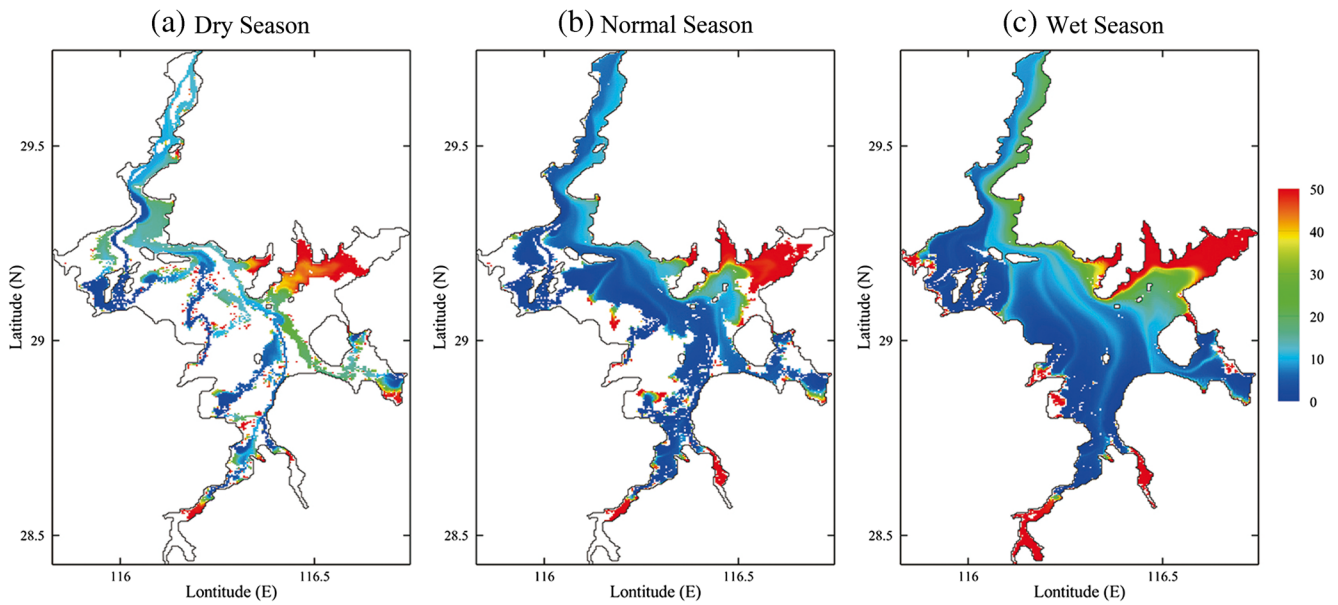 (a) Dry Season
(b) Normal Season
(c) Wet Season
Latitude (N)
29.5
29
28.5
116
116.5
Lontitude (E)
Latitude (N)
29.5
29
28.5
116
116.5
Lontitude (E)
Latitude (N)
29.5
29
28.5
116
116.5
Lontitude (E)
50
40
30
20
10
0